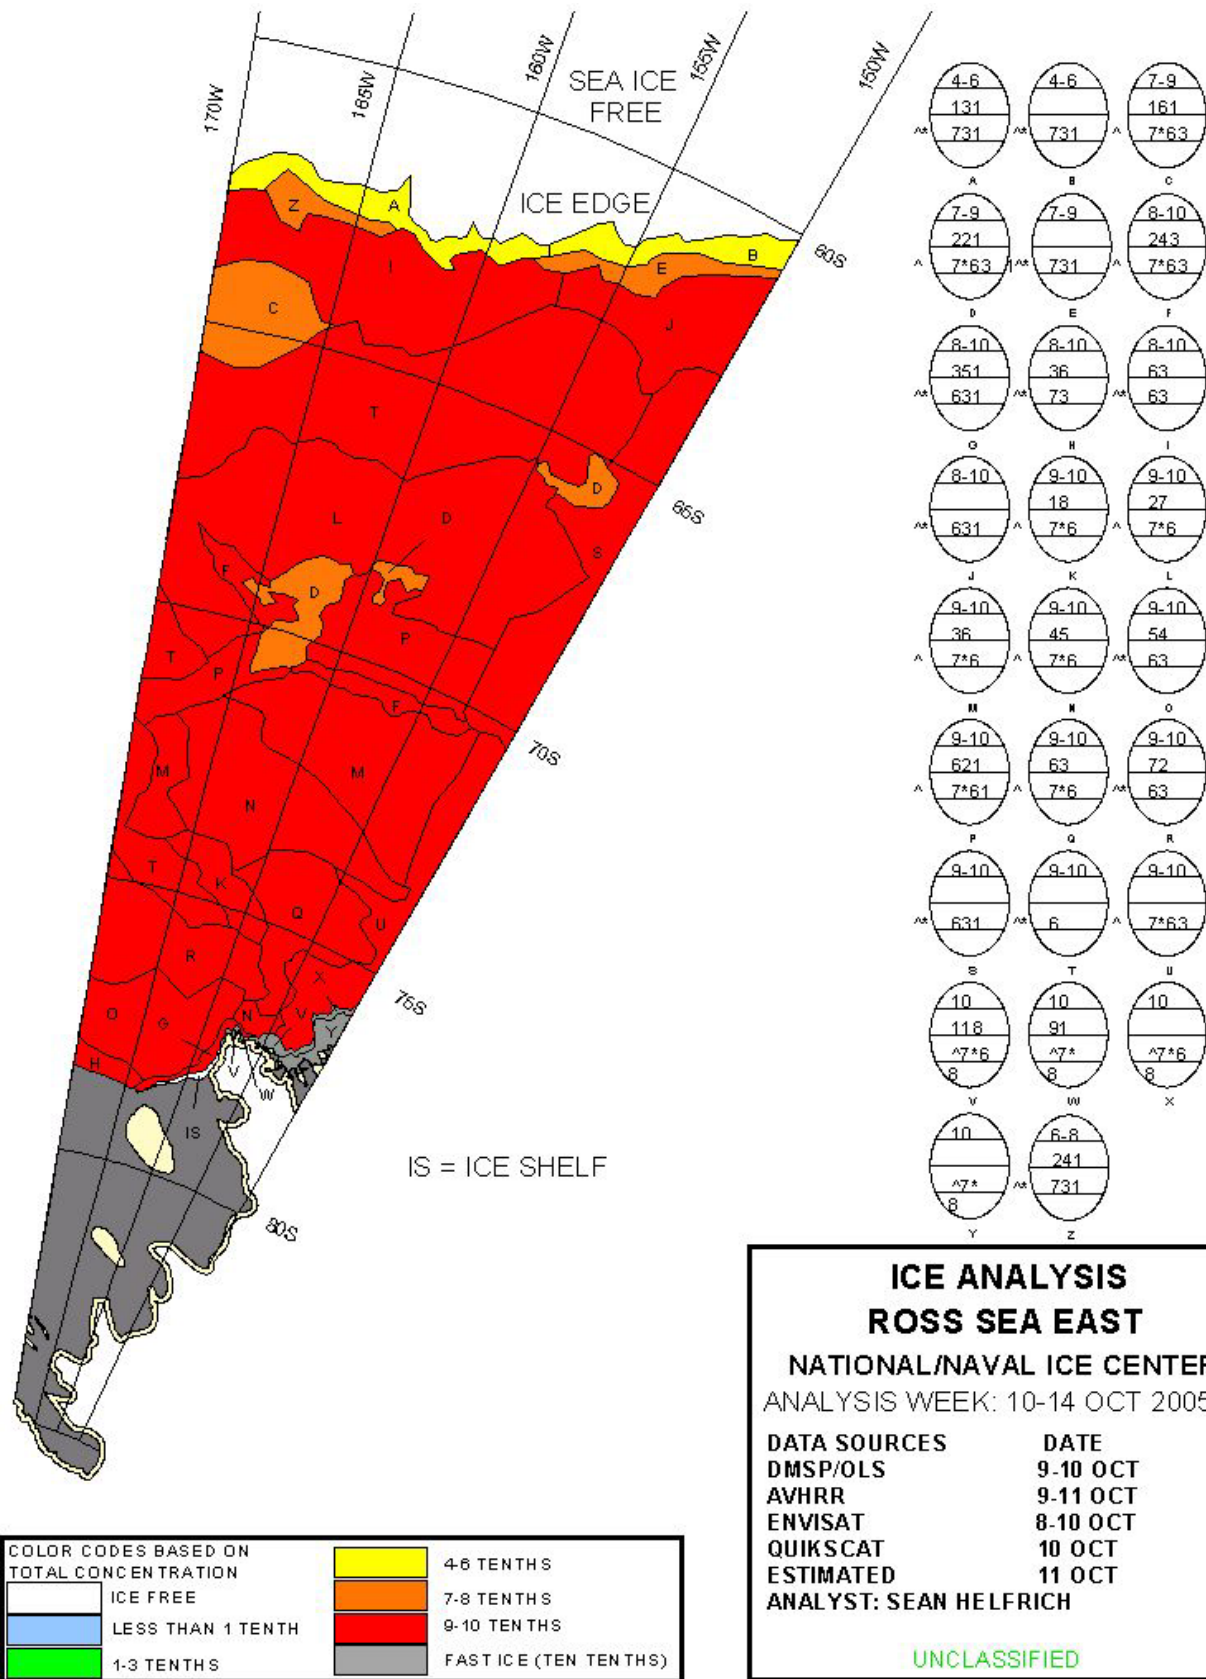 170W
165W
160W
155W
150W
SEA ICE
FREE
ICE EDGE
60S
65S
70S
75S
80S
Z
A
I
E
B
C
J
T
D
L
D
S
F
D
P
T
P
F
M
M
N
T
K
Q
U
R
X
O
G
N
V
Y
H
V
W
IS
IS = ICE SHELF
4-6
131
^* 731
A
4-6
^* 731
B
7-9
161
^ 7*63
C
7-9
221
^ 7*63
D
7-9
^* 731
E
8-10
243
^ 7*63
F
8-10
351
^* 631
G
8-10
36
^* 73
H
8-10
63
^* 63
I
8-10
^* 631
J
9-10
18
^ 7*6
K
9-10
27
^ 7*6
L
9-10
36
^ 7*6
M
9-10
45
^ 7*6
N
9-10
54
^* 63
O
9-10
621
^ 7*61
P
9-10
63
^ 7*6
Q
9-10
72
^* 63
R
9-10
^* 631
S
9-10
^* 6
T
9-10
^ 7*63
U
10
118
^7*6
8
V
10
91
^7*
8
W
10
^7*6
8
X
10
^7*
8
Y
6-8
241
^* 731
Z
ICE ANALYSIS
ROSS SEA EAST
NATIONAL/NAVAL ICE CENTER
ANALYSIS WEEK: 10-14 OCT 2005
DATA SOURCES DATE
DMSP/OLS 9-10 OCT
AVHRR 9-11 OCT
ENVISAT 8-10 OCT
QUIKSCAT 10 OCT
ESTIMATED 11 OCT
ANALYST: SEAN HELFRICH
UNCLASSIFIED
COLOR CODES BASED ON
TOTAL CONCENTRATION
ICE FREE
LESS THAN 1 TENTH
1-3 TENTHS
4-6 TENTHS
7-8 TENTHS
9-10 TENTHS
FAST ICE (TEN TENTHS)